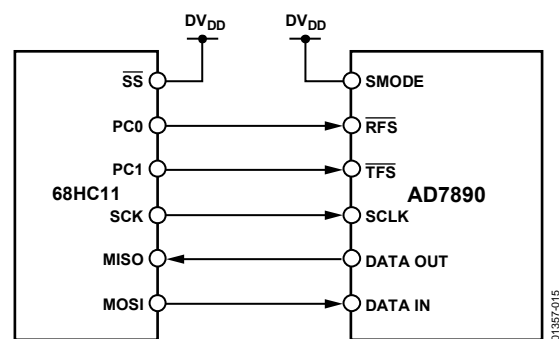 DVDD DVDD
SS SMODE
PC0 RFS
PC1 TFS
68HC11 AD7890
SCK SCLK
MISO DATA OUT
MOSI DATA IN
01357-015